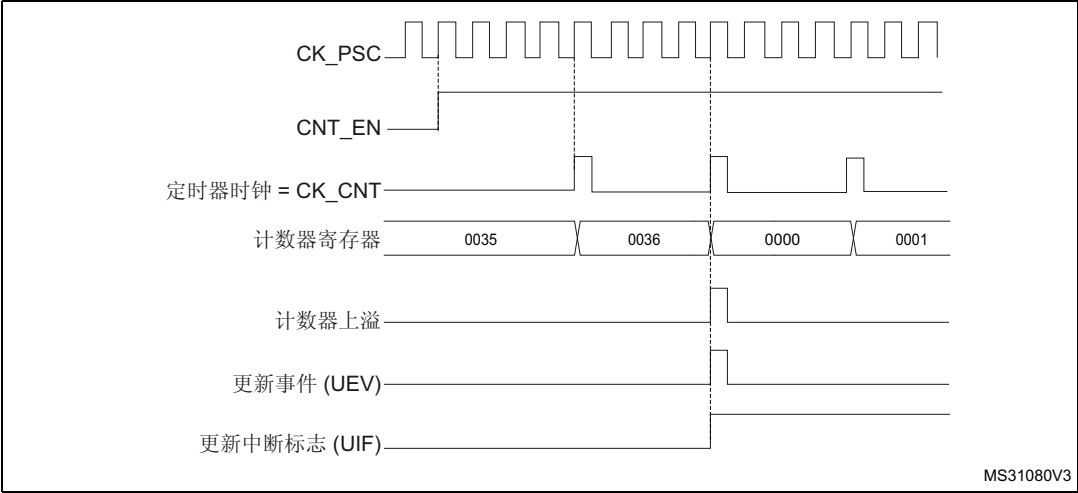 CK_PSC
CNT_EN
定时器时钟 = CK_CNT
计数器寄存器 0035 0036 0000 0001
计数器上溢
更新事件 (UEV)
更新中断标志 (UIF)
MS31080V3